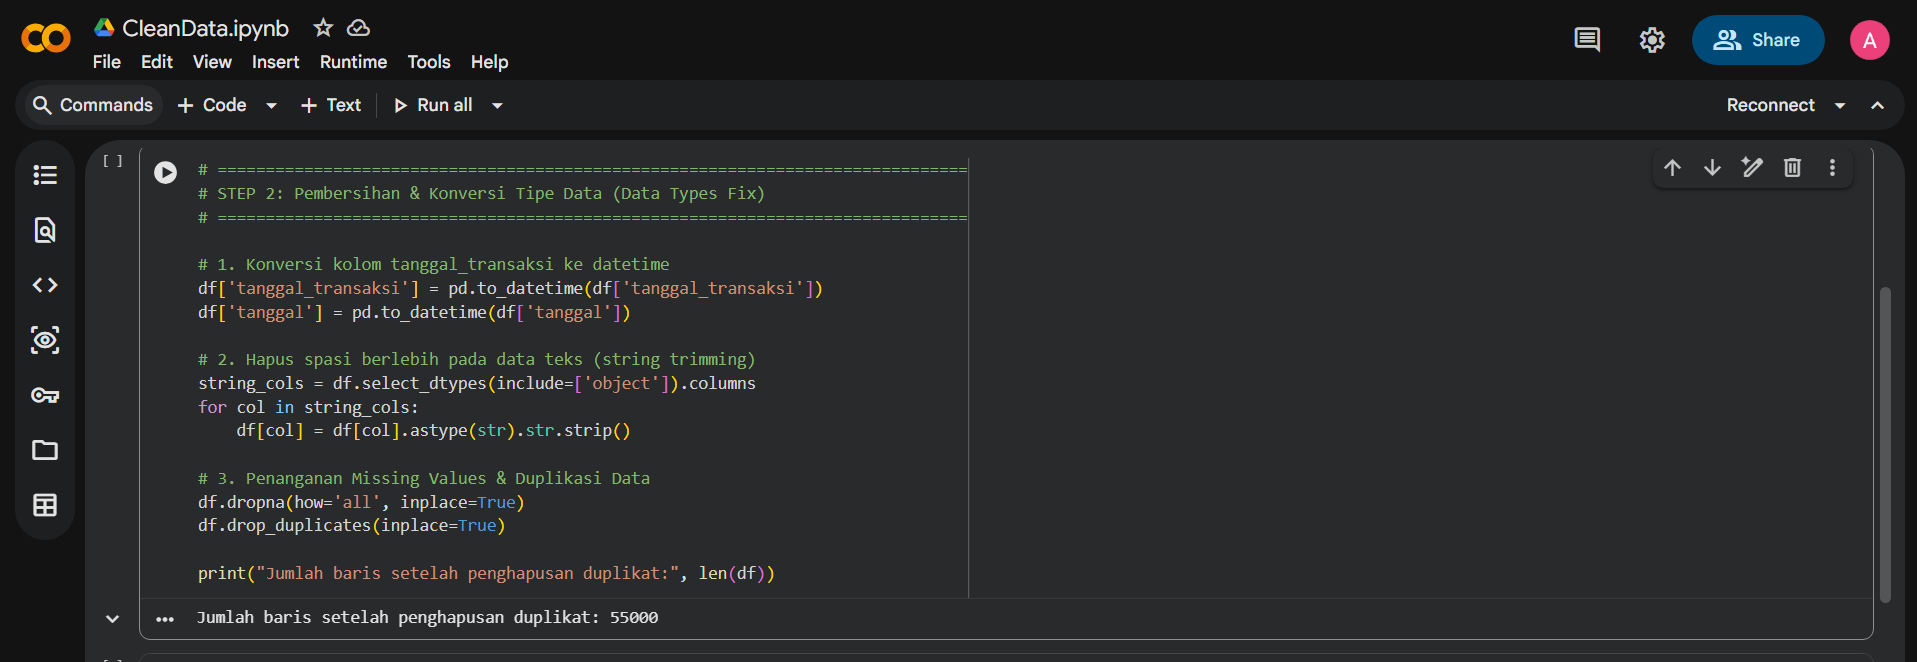 CleanData.ipynb
File Edit View Insert Runtime Tools Help
Share
A
Commands + Code + Text Run all
Reconnect
[ ]
# ==============================================================================
# STEP 2: Pembersihan & Konversi Tipe Data (Data Types Fix)
# ==============================================================================
# 1. Konversi kolom tanggal_transaksi ke datetime
df['tanggal_transaksi'] = pd.to_datetime(df['tanggal_transaksi'])
df['tanggal'] = pd.to_datetime(df['tanggal'])
# 2. Hapus spasi berlebih pada data teks (string trimming)
string_cols = df.select_dtypes(include=['object']).columns
for col in string_cols:
    df[col] = df[col].astype(str).str.strip()
# 3. Penanganan Missing Values & Duplikasi Data
df.dropna(how='all', inplace=True)
df.drop_duplicates(inplace=True)
print("Jumlah baris setelah penghapusan duplikat:", len(df))
Jumlah baris setelah penghapusan duplikat: 55000